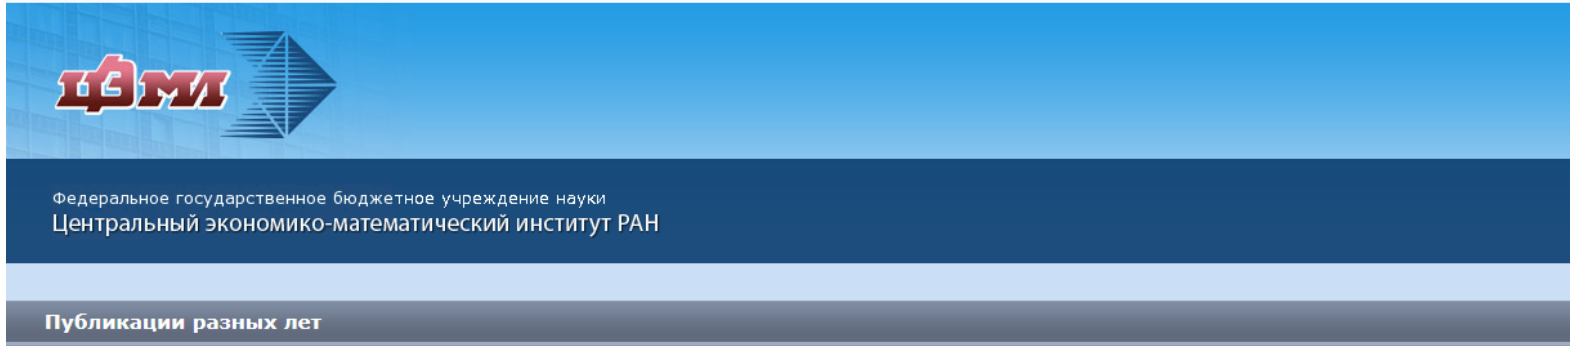 ЦЭМИ
Федеральное государственное бюджетное учреждение науки
Центральный экономико-математический институт РАН
Публикации разных лет